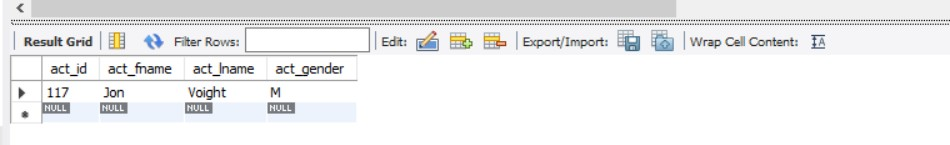 Result Grid Filter Rows: Edit: Export/Import: Wrap Cell Content: IA
act_id act_fname act_lname act_gender
117 Jon Voight M
NULL NULL NULL NULL